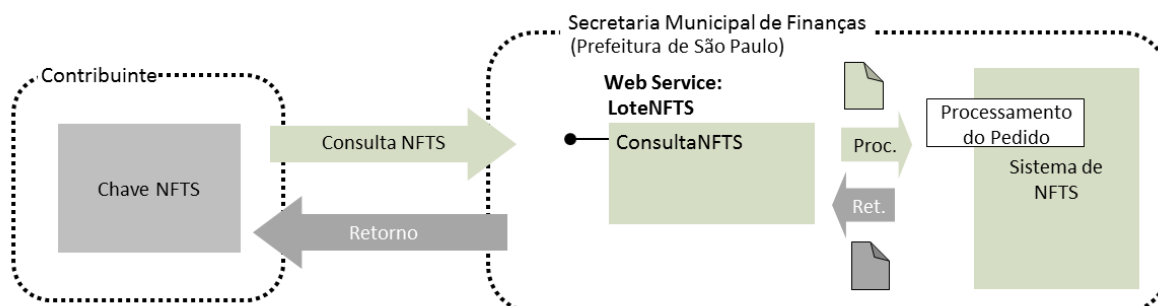 Secretaria Municipal de Finanças
(Prefeitura de São Paulo)
Contribuinte
Web Service:
LoteNFTS
Chave NFTS
Consulta NFTS
ConsultaNFTS
Proc.
Processamento
do Pedido
Sistema de
NFTS
Ret.
Retorno